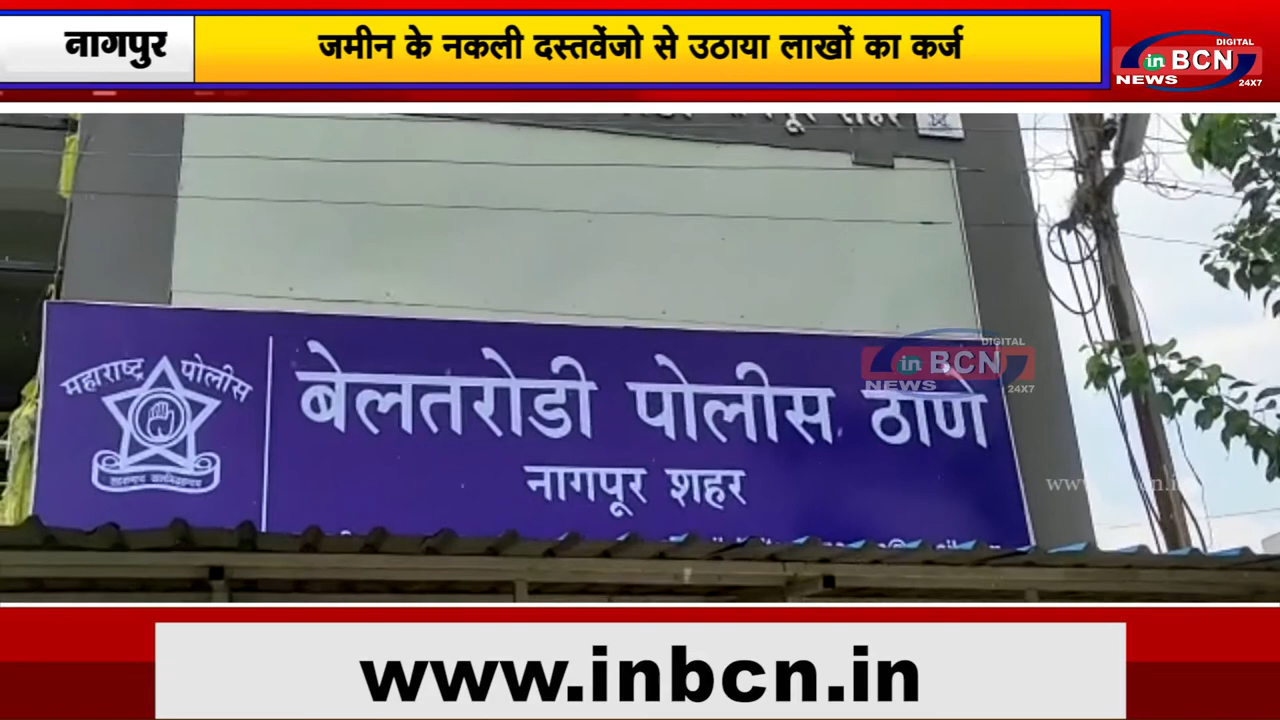 नागपुर
जमीन के नकली दस्तवेंजो से उठाया लाखों का कर्ज
DIGITAL
in BCN
NEWS 24X7
शहर
DIGITAL
in BCN
NEWS 24X7
महाराष्ट्र पोलीस
बेलतरोडी पोलीस ठाणे
नागपूर शहर
www.inbcn.in